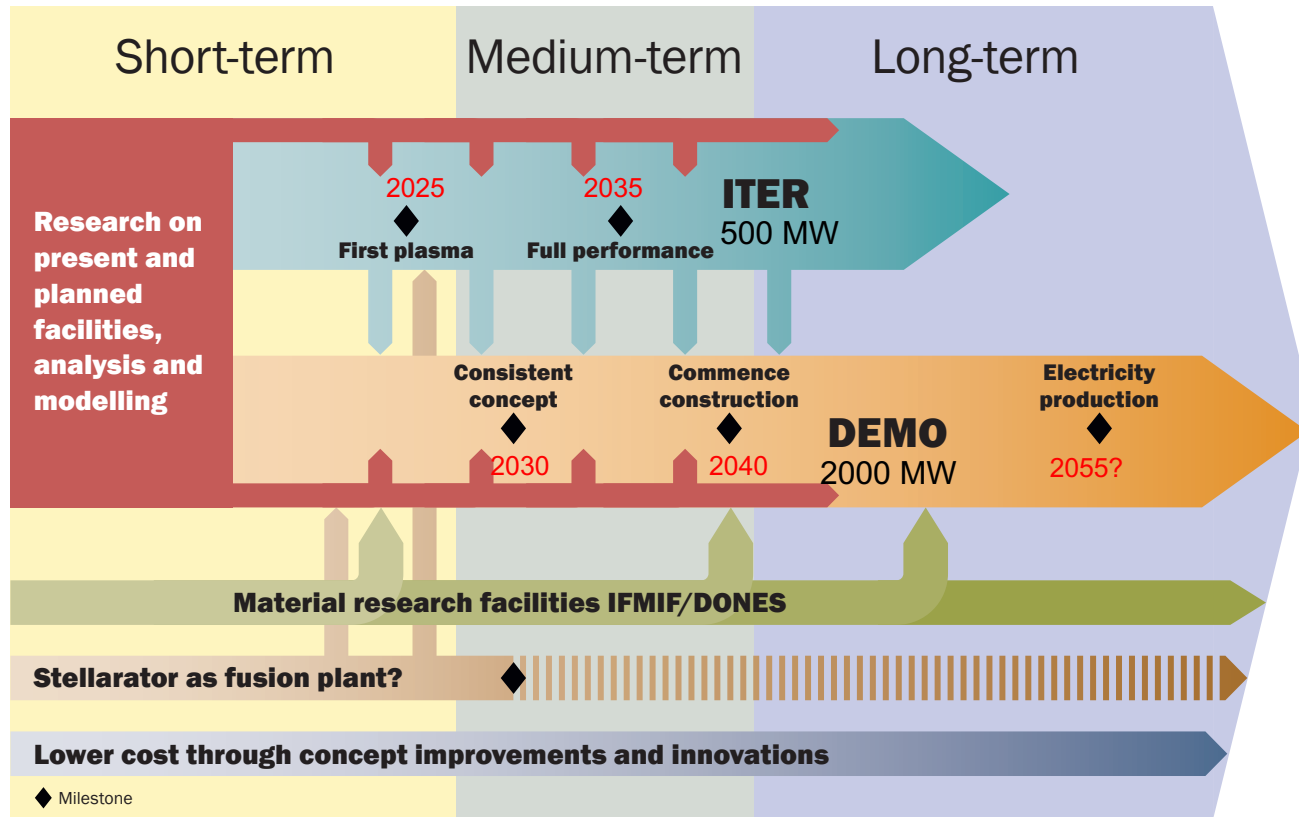 Short-term
Medium-term
Long-term
Research on
present and
planned
facilities,
analysis and
modelling
2025
First plasma
2035
Full performance
ITER
500 MW
Consistent
concept
2030
Commence
construction
2040
DEMO
2000 MW
Electricity
production
2055?
Material research facilities IFMIF/DONES
Stellarator as fusion plant?
Lower cost through concept improvements and innovations
Milestone